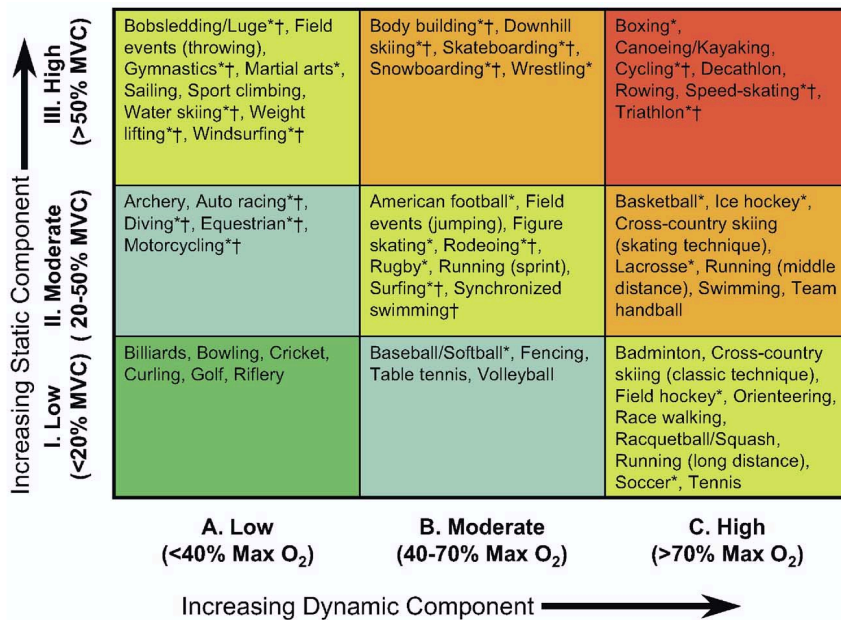 Increasing Static Component
III. High
(>50% MVC)
Bobsledding/Luge*†, Field
events (throwing),
Gymnastics*†, Martial arts*,
Sailing, Sport climbing,
Water skiing*†, Weight
lifting*†, Windsurfing*†
Body building*†, Downhill
skiing*†, Skateboarding*†,
Snowboarding*†, Wrestling*
Boxing*,
Canoeing/Kayaking,
Cycling*†, Decathlon,
Rowing, Speed-skating*†,
Triathlon*†
II. Moderate
( 20-50% MVC)
Archery, Auto racing*†,
Diving*†, Equestrian*†,
Motorcycling*†
American football*, Field
events (jumping), Figure
skating*, Rodeoing*†,
Rugby*, Running (sprint),
Surfing*†, Synchronized
swimming†
Basketball*, Ice hockey*,
Cross-country skiing
(skating technique),
Lacrosse*, Running (middle
distance), Swimming, Team
handball
I. Low
(<20% MVC)
Billiards, Bowling, Cricket,
Curling, Golf, Riflery
Baseball/Softball*, Fencing,
Table tennis, Volleyball
Badminton, Cross-country
skiing (classic technique),
Field hockey*, Orienteering,
Race walking,
Racquetball/Squash,
Running (long distance),
Soccer*, Tennis
A. Low
(<40% Max O₂)
B. Moderate
(40-70% Max O₂)
C. High
(>70% Max O₂)
Increasing Dynamic Component